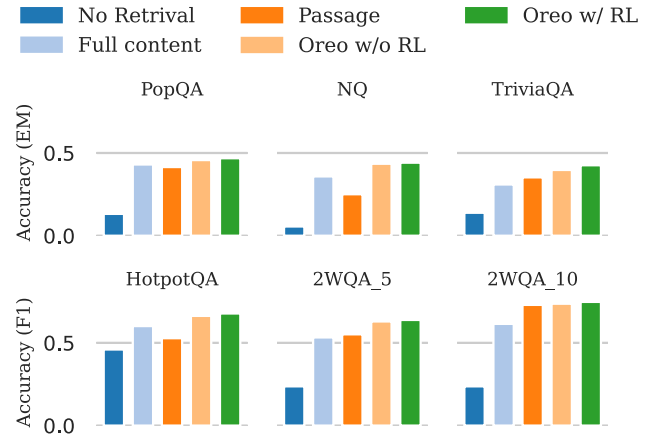 No Retrival Passage Oreo w/ RL
Full content Oreo w/o RL
PopQA NQ TriviaQA
Accuracy (EM)
0.5
0.0
HotpotQA 2WQA_5 2WQA_10
Accuracy (F1)
0.5
0.0